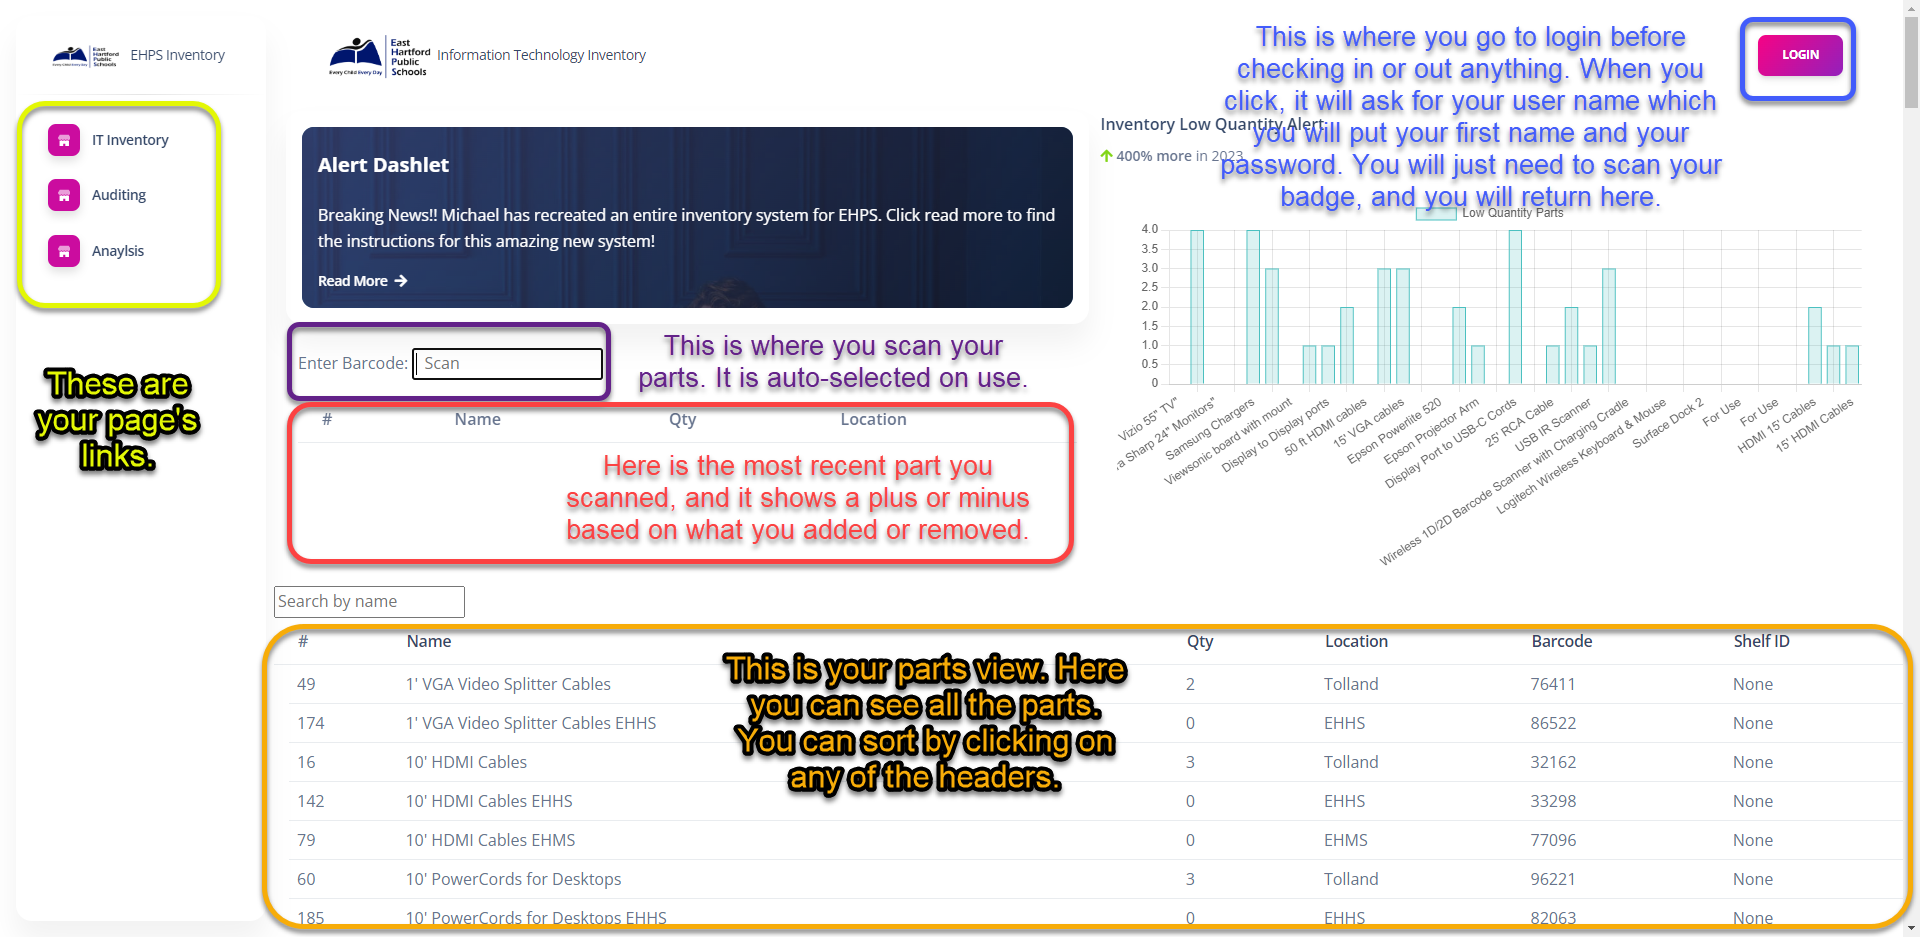 East
Hartford
Public
Schools
Every Child Every Day
EHPS Inventory
IT Inventory
Auditing
Anaylsis
These are
your page's
links.
East
Hartford
Public
Schools
Every Child Every Day
Information Technology Inventory
LOGIN
This is where you go to login before
checking in or out anything. When you
click, it will ask for your user name which
you will put your first name and your
password. You will just need to scan your
badge, and you will return here.
Alert Dashlet
Breaking News!! Michael has recreated an entire inventory system for EHPS. Click read more to find
the instructions for this amazing new system!
Read More
Inventory Low Quantity Alert:
400% more in 2023
Low Quantity Parts
4.0
3.5
3.0
2.5
2.0
1.5
1.0
0.5
0
Vizio 55" TV"
a Sharp 24" Monitors"
Samsung Chargers
Viewsonic board with mount
Display to Display ports
50 ft HDMI cables
15' VGA cables
Epson Powerlite 520
Epson Projector Arm
Display Port to USB-C Cords
25' RCA Cable
USB IR Scanner
Wireless 1D/2D Barcode Scanner with Charging Cradle
Logitech Wireless Keyboard & Mouse
Surface Dock 2
For Use
For Use
HDMI 15' Cables
15' HDMI Cables
Enter Barcode: Scan
This is where you scan your
parts. It is auto-selected on use.
# Name Qty Location
Here is the most recent part you
scanned, and it shows a plus or minus
based on what you added or removed.
Search by name
# Name Qty Location Barcode Shelf ID
This is your parts view. Here
you can see all the parts.
You can sort by clicking on
any of the headers.
49 1' VGA Video Splitter Cables 2 Tolland 76411 None
174 1' VGA Video Splitter Cables EHHS 0 EHHS 86522 None
16 10' HDMI Cables 3 Tolland 32162 None
142 10' HDMI Cables EHHS 0 EHHS 33298 None
79 10' HDMI Cables EHMS 0 EHMS 77096 None
60 10' PowerCords for Desktops 3 Tolland 96221 None
185 10' PowerCords for Desktops EHHS 0 EHHS 82063 None